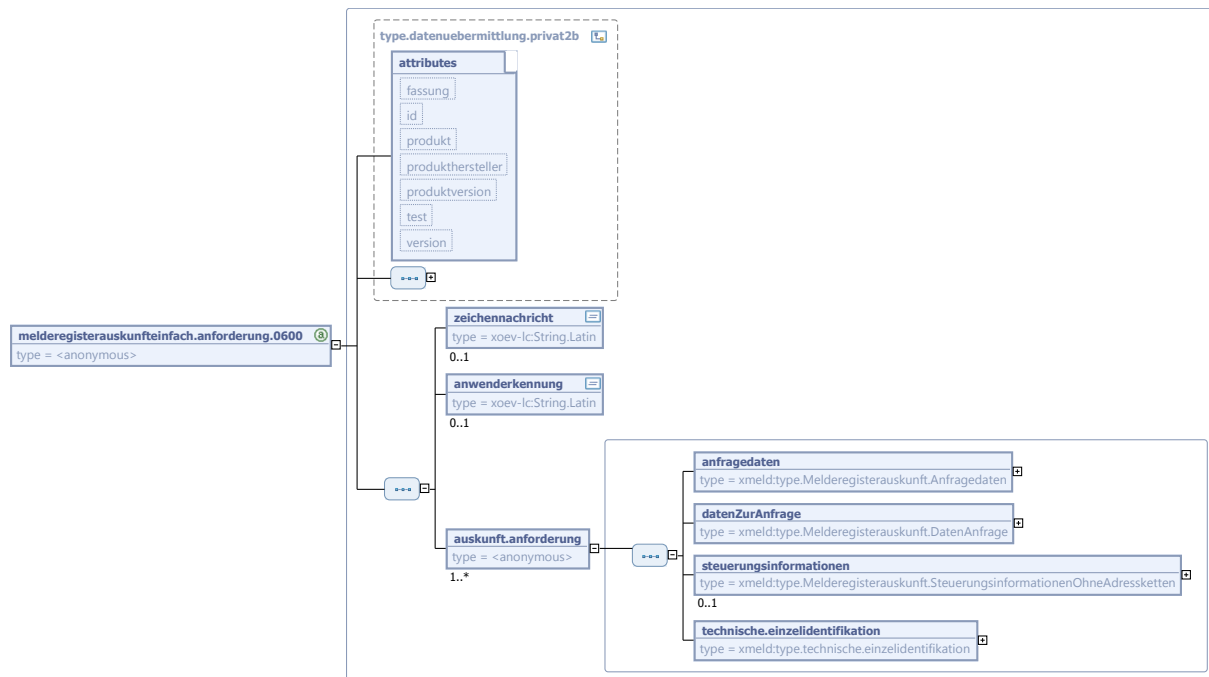 type.datenuebermittlung.privat2b
attributes
fassung
id
produkt
produkthersteller
produktversion
test
version
melderegisterauskunfteinfach.anforderung.0600 a
type = <anonymous>
zeichennachricht
type = xoev-lc:String.Latin
0..1
anwenderkennung
type = xoev-lc:String.Latin
0..1
auskunft.anforderung
type = <anonymous>
1..*
anfragedaten
type = xmeld:type.Melderegisterauskunft.Anfragedaten
datenZurAnfrage
type = xmeld:type.Melderegisterauskunft.DatenAnfrage
steuerungsinformationen
type = xmeld:type.Melderegisterauskunft.SteuerungsinformationenOhneAdressketten
0..1
technische.einzelidentifikation
type = xmeld:type.technische.einzelidentifikation